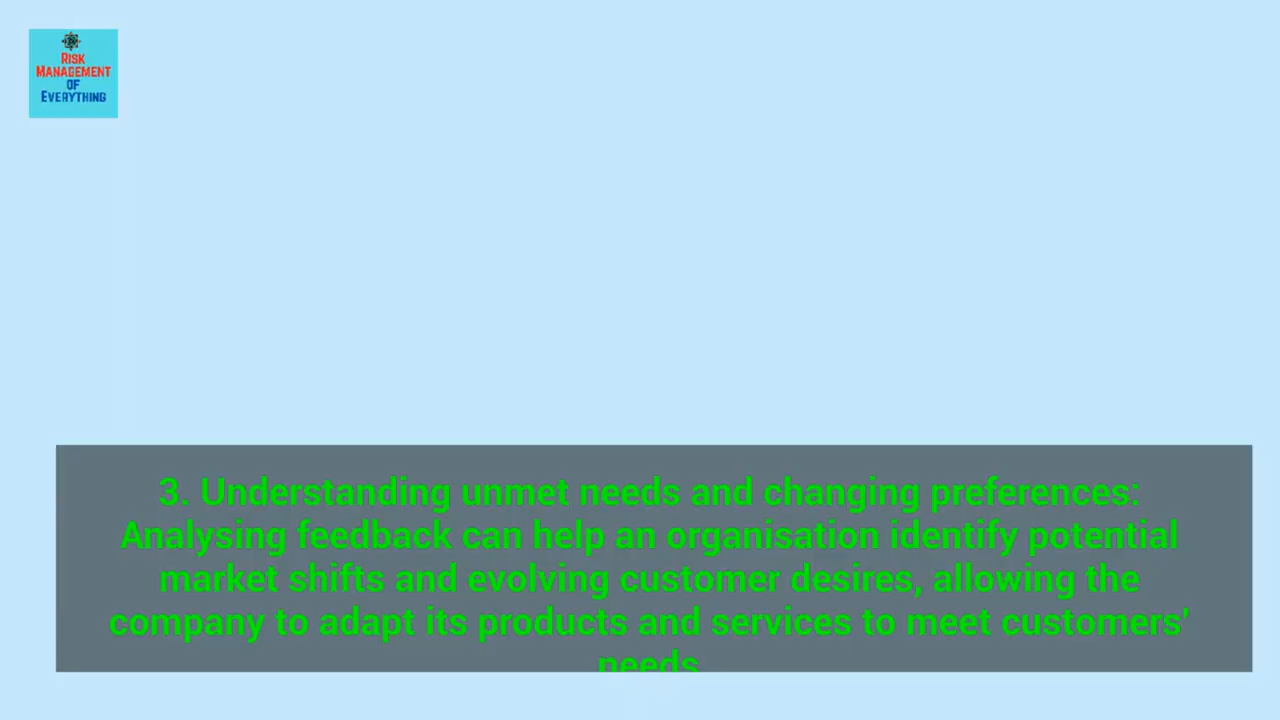 Risk
Management
of
Everything
3. Understanding unmet needs and changing preferences:
Analysing feedback can help an organisation identify potential
market shifts and evolving customer desires, allowing the
company to adapt its products and services to meet customers'
needs